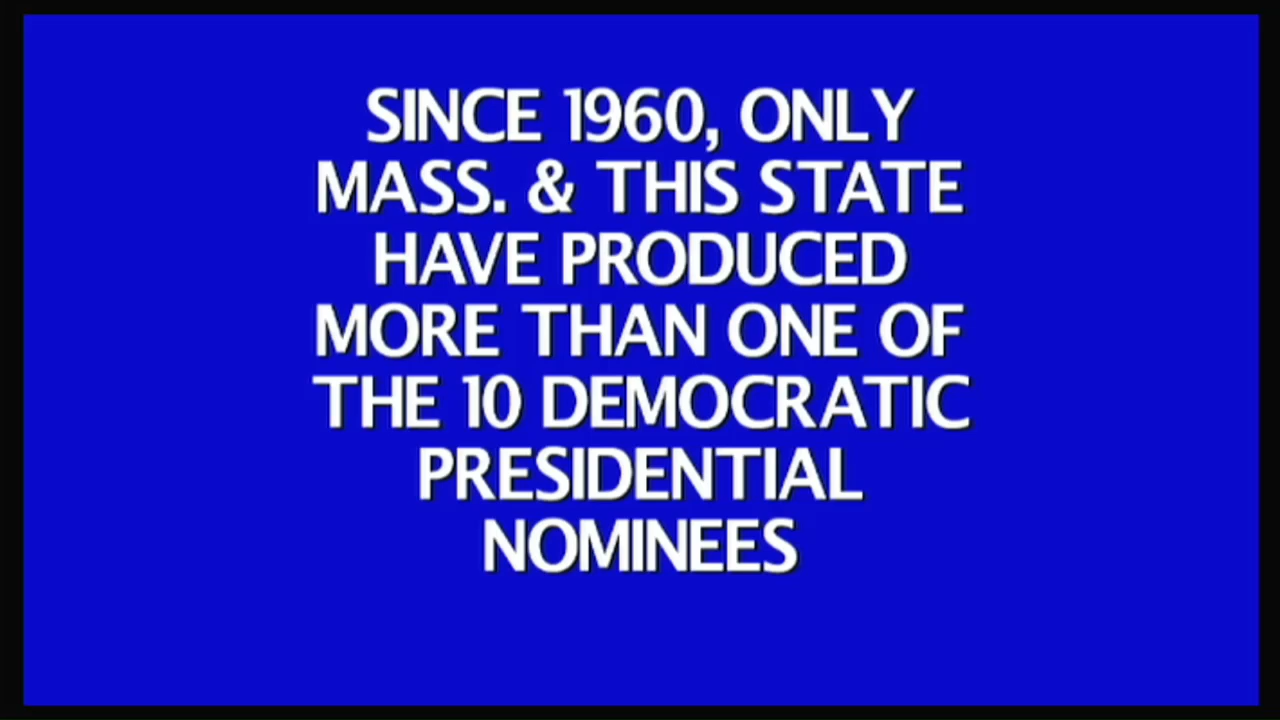 SINCE 1960, ONLY
MASS. & THIS STATE
HAVE PRODUCED
MORE THAN ONE OF
THE 10 DEMOCRATIC
PRESIDENTIAL
NOMINEES